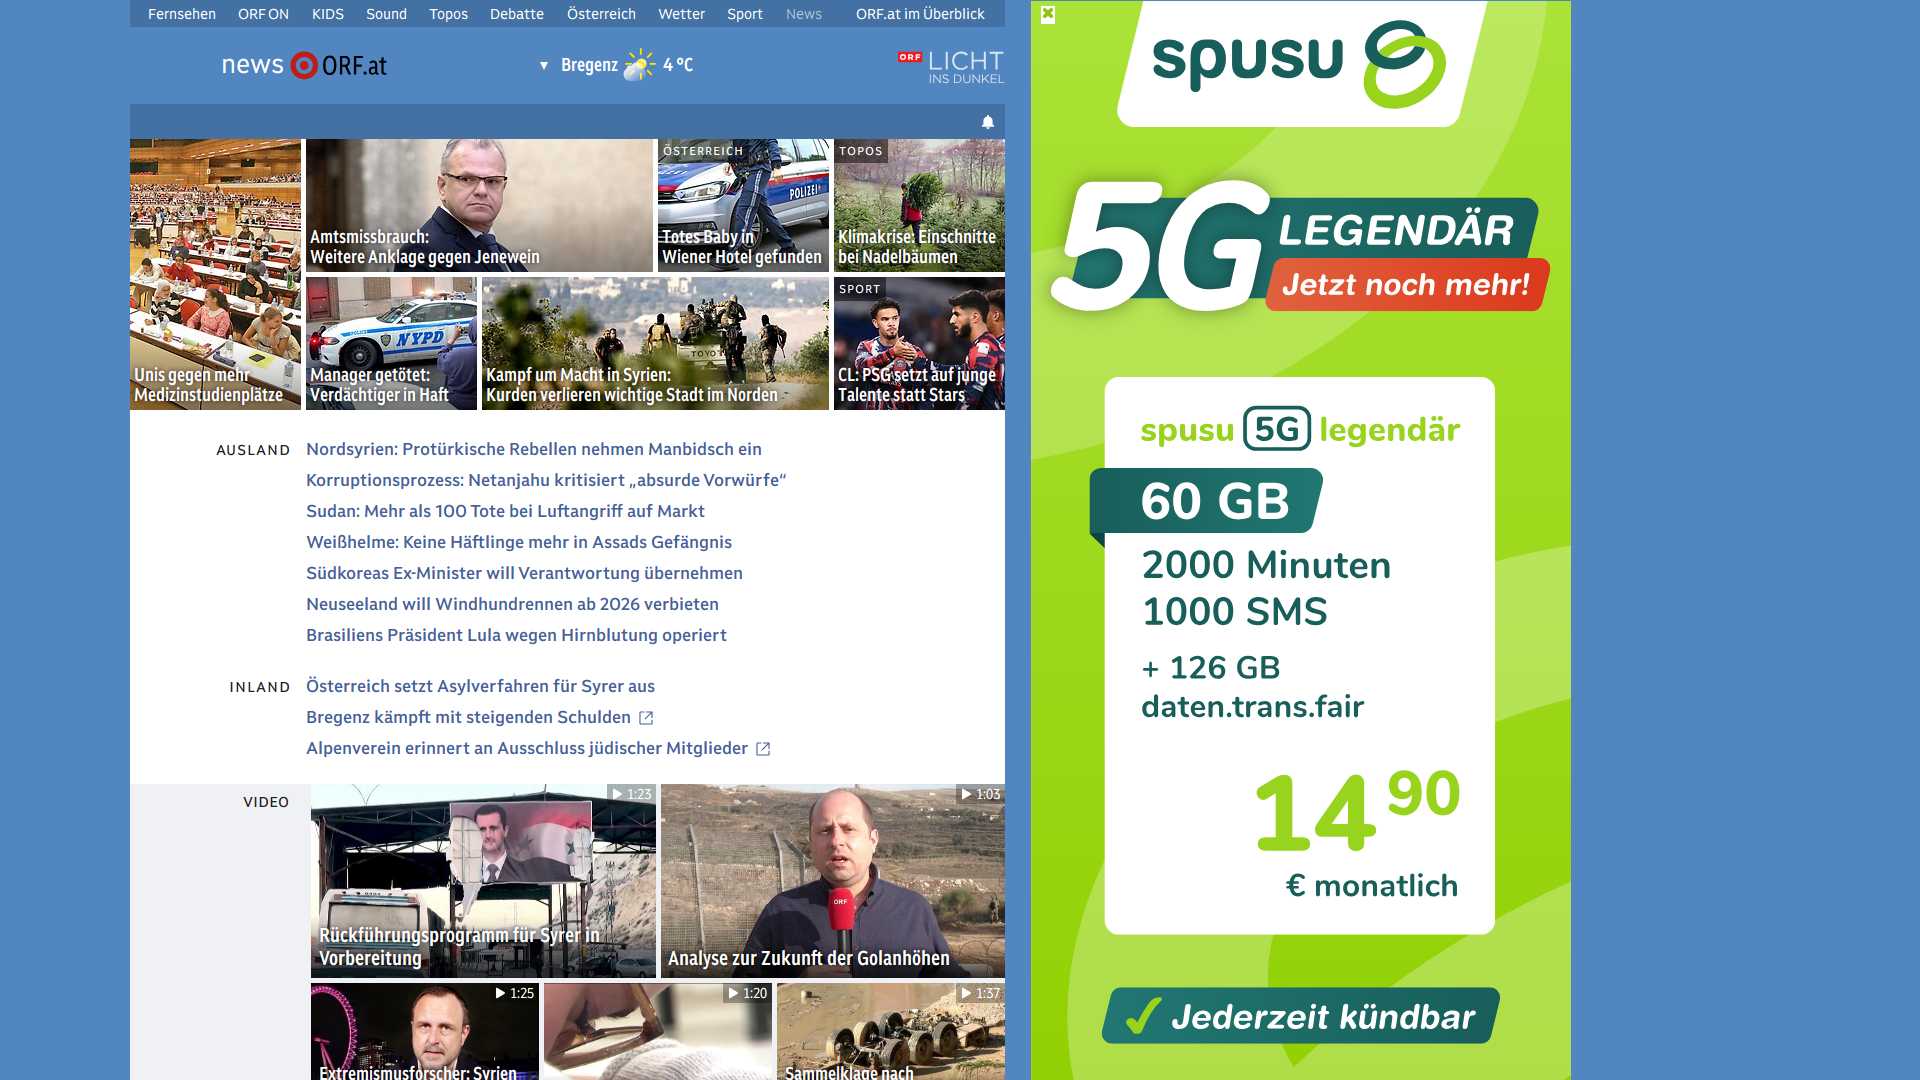 Fernsehen ORF ON KIDS Sound Topos Debatte Österreich Wetter Sport News ORF.at im Überblick
news ORF.at
▼ Bregenz 4 °C
ORF LICHT
INS DUNKEL
Unis gegen mehr
Medizinstudienplätze
Amtsmissbrauch:
Weitere Anklage gegen Jenewein
ÖSTERREICH
POLIZEI
Totes Baby in
Wiener Hotel gefunden
TOPOS
Klimakrise: Einschnitte
bei Nadelbäumen
NYPD
Manager getötet:
Verdächtiger in Haft
TOYOT
Kampf um Macht in Syrien:
Kurden verlieren wichtige Stadt im Norden
SPORT
CL: PSG setzt auf junge
Talente statt Stars
AUSLAND
Nordsyrien: Protürkische Rebellen nehmen Manbidsch ein
Korruptionsprozess: Netanjahu kritisiert „absurde Vorwürfe“
Sudan: Mehr als 100 Tote bei Luftangriff auf Markt
Weißhelme: Keine Häftlinge mehr in Assads Gefängnis
Südkoreas Ex-Minister will Verantwortung übernehmen
Neuseeland will Windhundrennen ab 2026 verbieten
Brasiliens Präsident Lula wegen Hirnblutung operiert
INLAND
Österreich setzt Asylverfahren für Syrer aus
Bregenz kämpft mit steigenden Schulden
Alpenverein erinnert an Ausschluss jüdischer Mitglieder
VIDEO
1:23
Rückführungsprogramm für Syrer in
Vorbereitung
1:03
ORF
Analyse zur Zukunft der Golanhöhen
1:25
Extremismusforscher: Syrien
1:20
1:37
Sammelklage nach
spusu
5G LEGENDÄR
Jetzt noch mehr!
spusu 5G legendär
60 GB
2000 Minuten
1000 SMS
+ 126 GB
daten.trans.fair
14 90
€ monatlich
Jederzeit kündbar